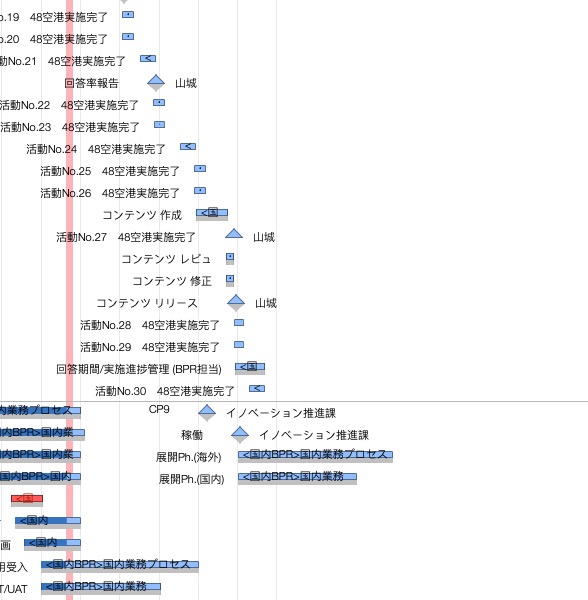 o.19 48空港実施完了
o.20 48空港実施完了
動No.21 48空港実施完了 <
回答率報告 山城
活動No.22 48空港実施完了
活動No.23 48空港実施完了
活動No.24 48空港実施完了 <
活動No.25 48空港実施完了
活動No.26 48空港実施完了
コンテンツ 作成 <国
活動No.27 48空港実施完了 山城
コンテンツ レビュ
コンテンツ 修正
コンテンツ リリース 山城
活動No.28 48空港実施完了
活動No.29 48空港実施完了
回答期間/実施進捗管理 (BPR担当) <国
活動No.30 48空港実施完了 <
内業務プロセス CP9 イノベーション推進課
内BPR>国内業 稼働 イノベーション推進課
内BPR>国内業 展開Ph.(海外) <国内BPR>国内業務プロセス
国内BPR>国内 展開Ph.(国内) <国内BPR>国内業務
<国
<国内
画 <国内
用受入 <国内BPR>国内業務プロセス
T/UAT <国内BPR>国内業務